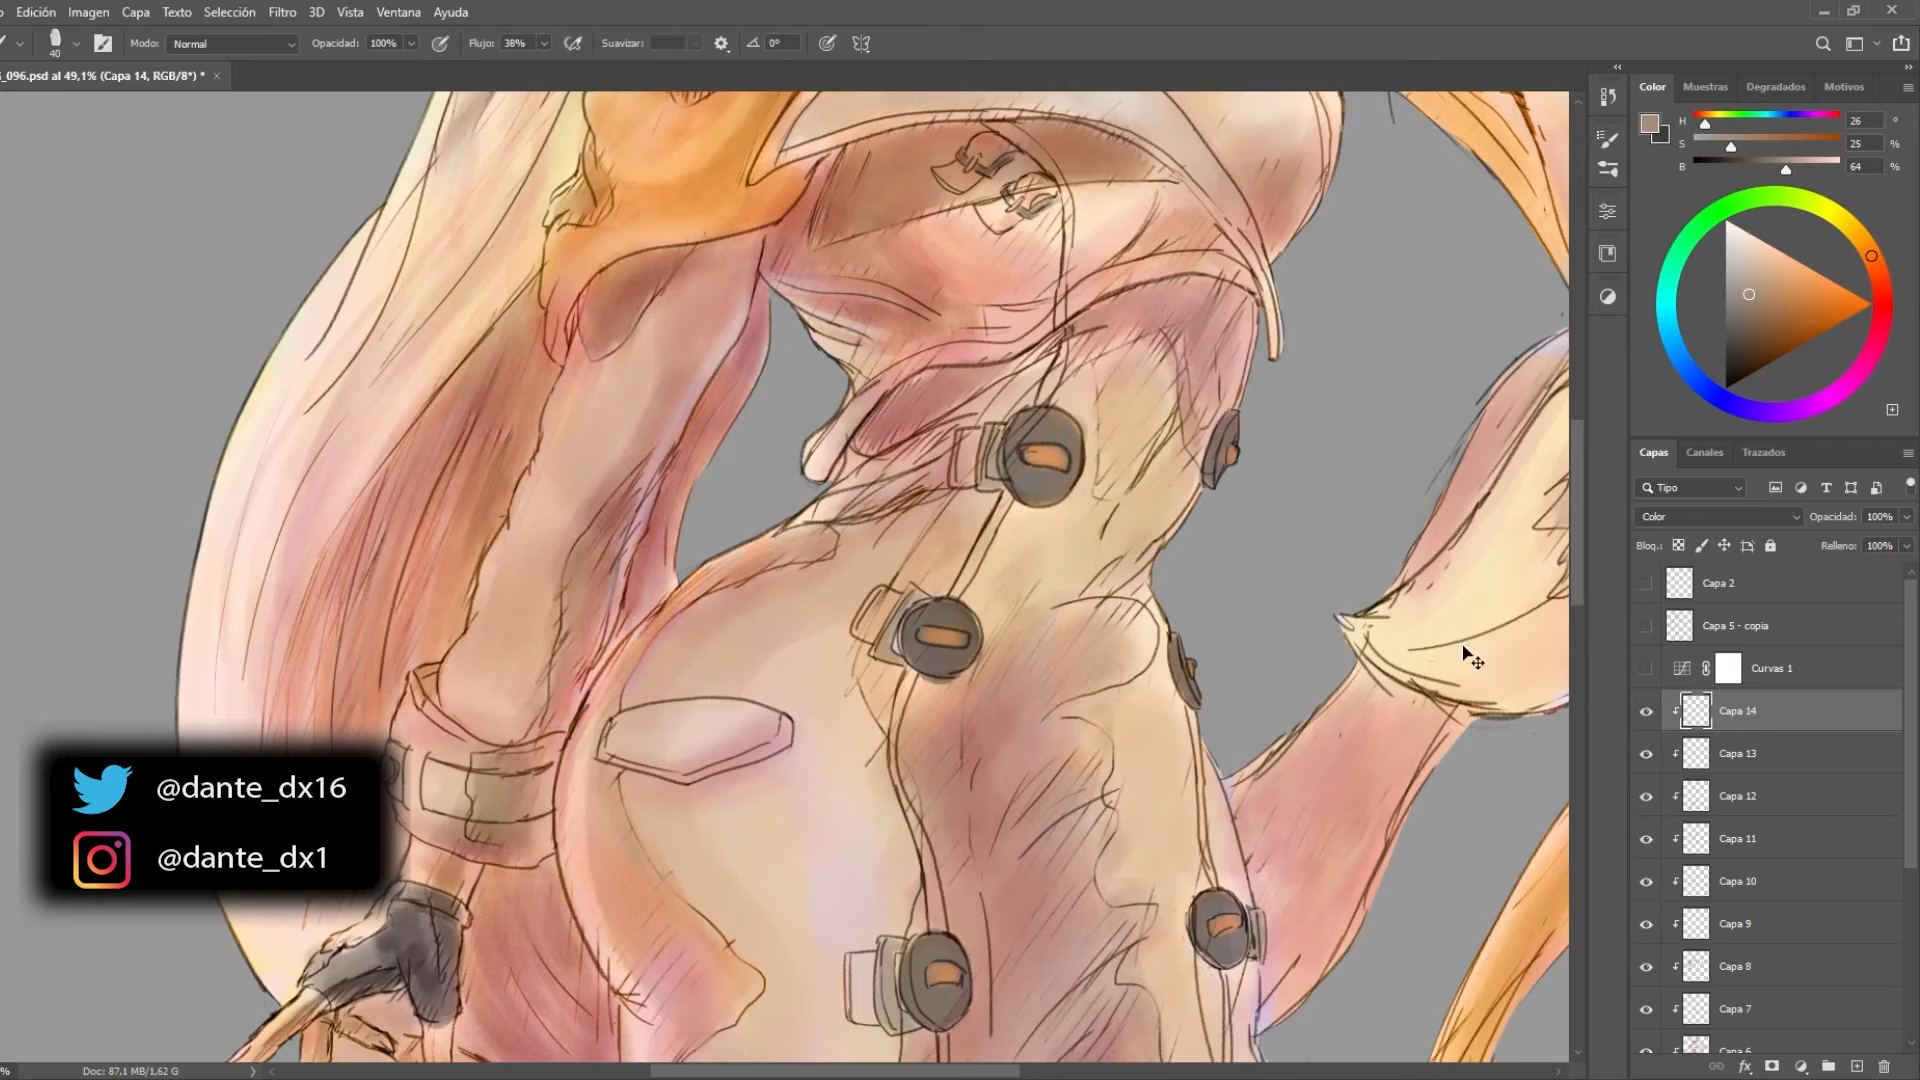 Edición Imagen Capa Texto Selección Filtro 3D Vista Ventana Ayuda
40 Modo: Normal Opacidad: 100% Flujo: 38% Suavizar: 0°
_096.psd al 49,1% (Capa 14, RGB/8*) *
Color Muestras Degradados Motivos
H 26 °
S 25 %
B 64 %
Capas Canales Trazados
Tipo
Color Opacidad: 100%
Bloq.: Relleno: 100%
Capa 2
Capa 5 - copia
Curvas 1
Capa 14
Capa 13
Capa 12
Capa 11
Capa 10
Capa 9
Capa 8
Capa 7
Capa 6
@dante_dx16
@dante_dx1
% Doc: 87,1 MB/1,62 G